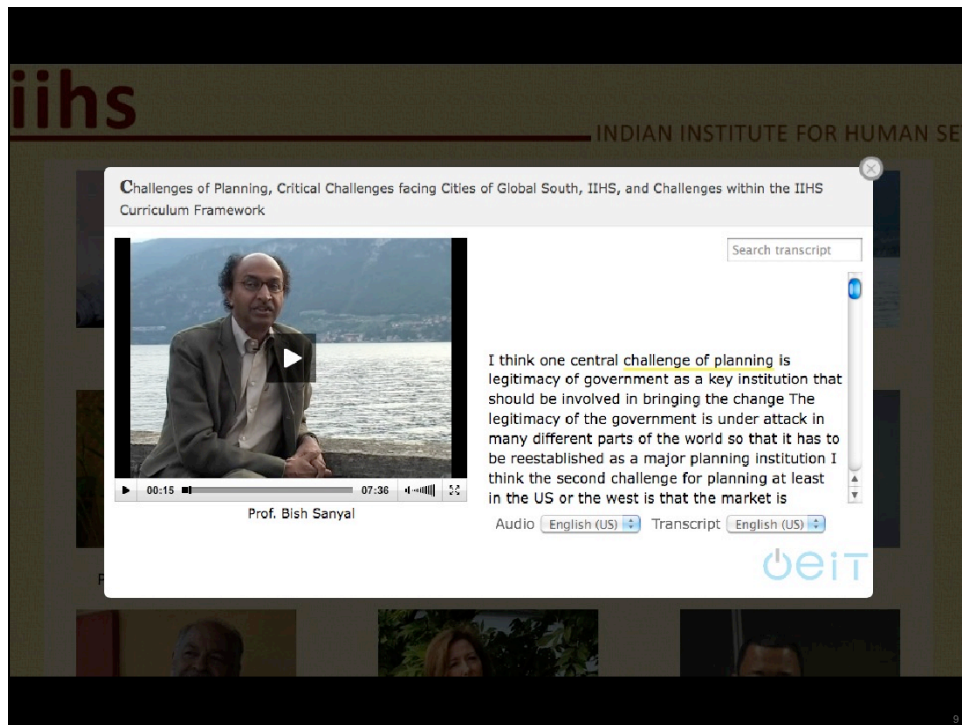 iihs
INDIAN INSTITUTE FOR HUMAN SE
Challenges of Planning, Critical Challenges facing Cities of Global South, IIHS, and Challenges within the IIHS
Curriculum Framework
Search transcript
I think one central challenge of planning is
legitimacy of government as a key institution that
should be involved in bringing the change The
legitimacy of the government is under attack in
many different parts of the world so that it has to
be reestablished as a major planning institution I
think the second challenge for planning at least
in the US or the west is that the market is
00:15 07:36
Prof. Bish Sanyal
Audio English (US) Transcript English (US)
oeiT
P
9